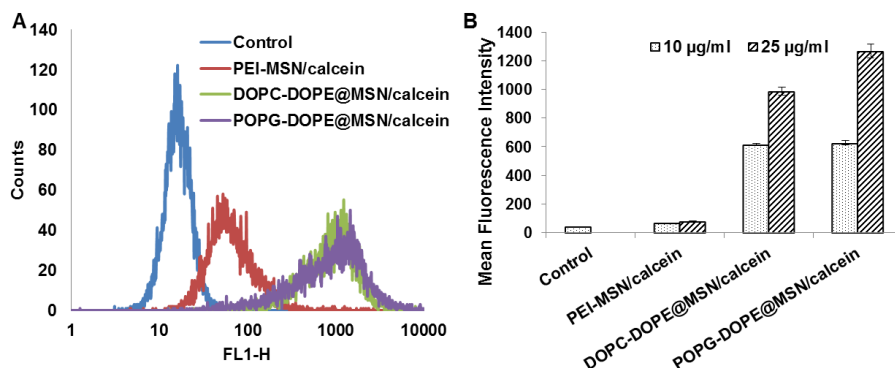 A
Counts
140
120
100
80
60
40
20
0
1 10 100 1000 10000
FL1-H
Control
PEI-MSN/calcein
DOPC-DOPE@MSN/calcein
POPG-DOPE@MSN/calcein
B
Mean Fluorescence Intensity
1400
1200
1000
800
600
400
200
0
10 µg/ml 25 µg/ml
Control
PEI-MSN/calcein
DOPC-DOPE@MSN/calcein
POPG-DOPE@MSN/calcein